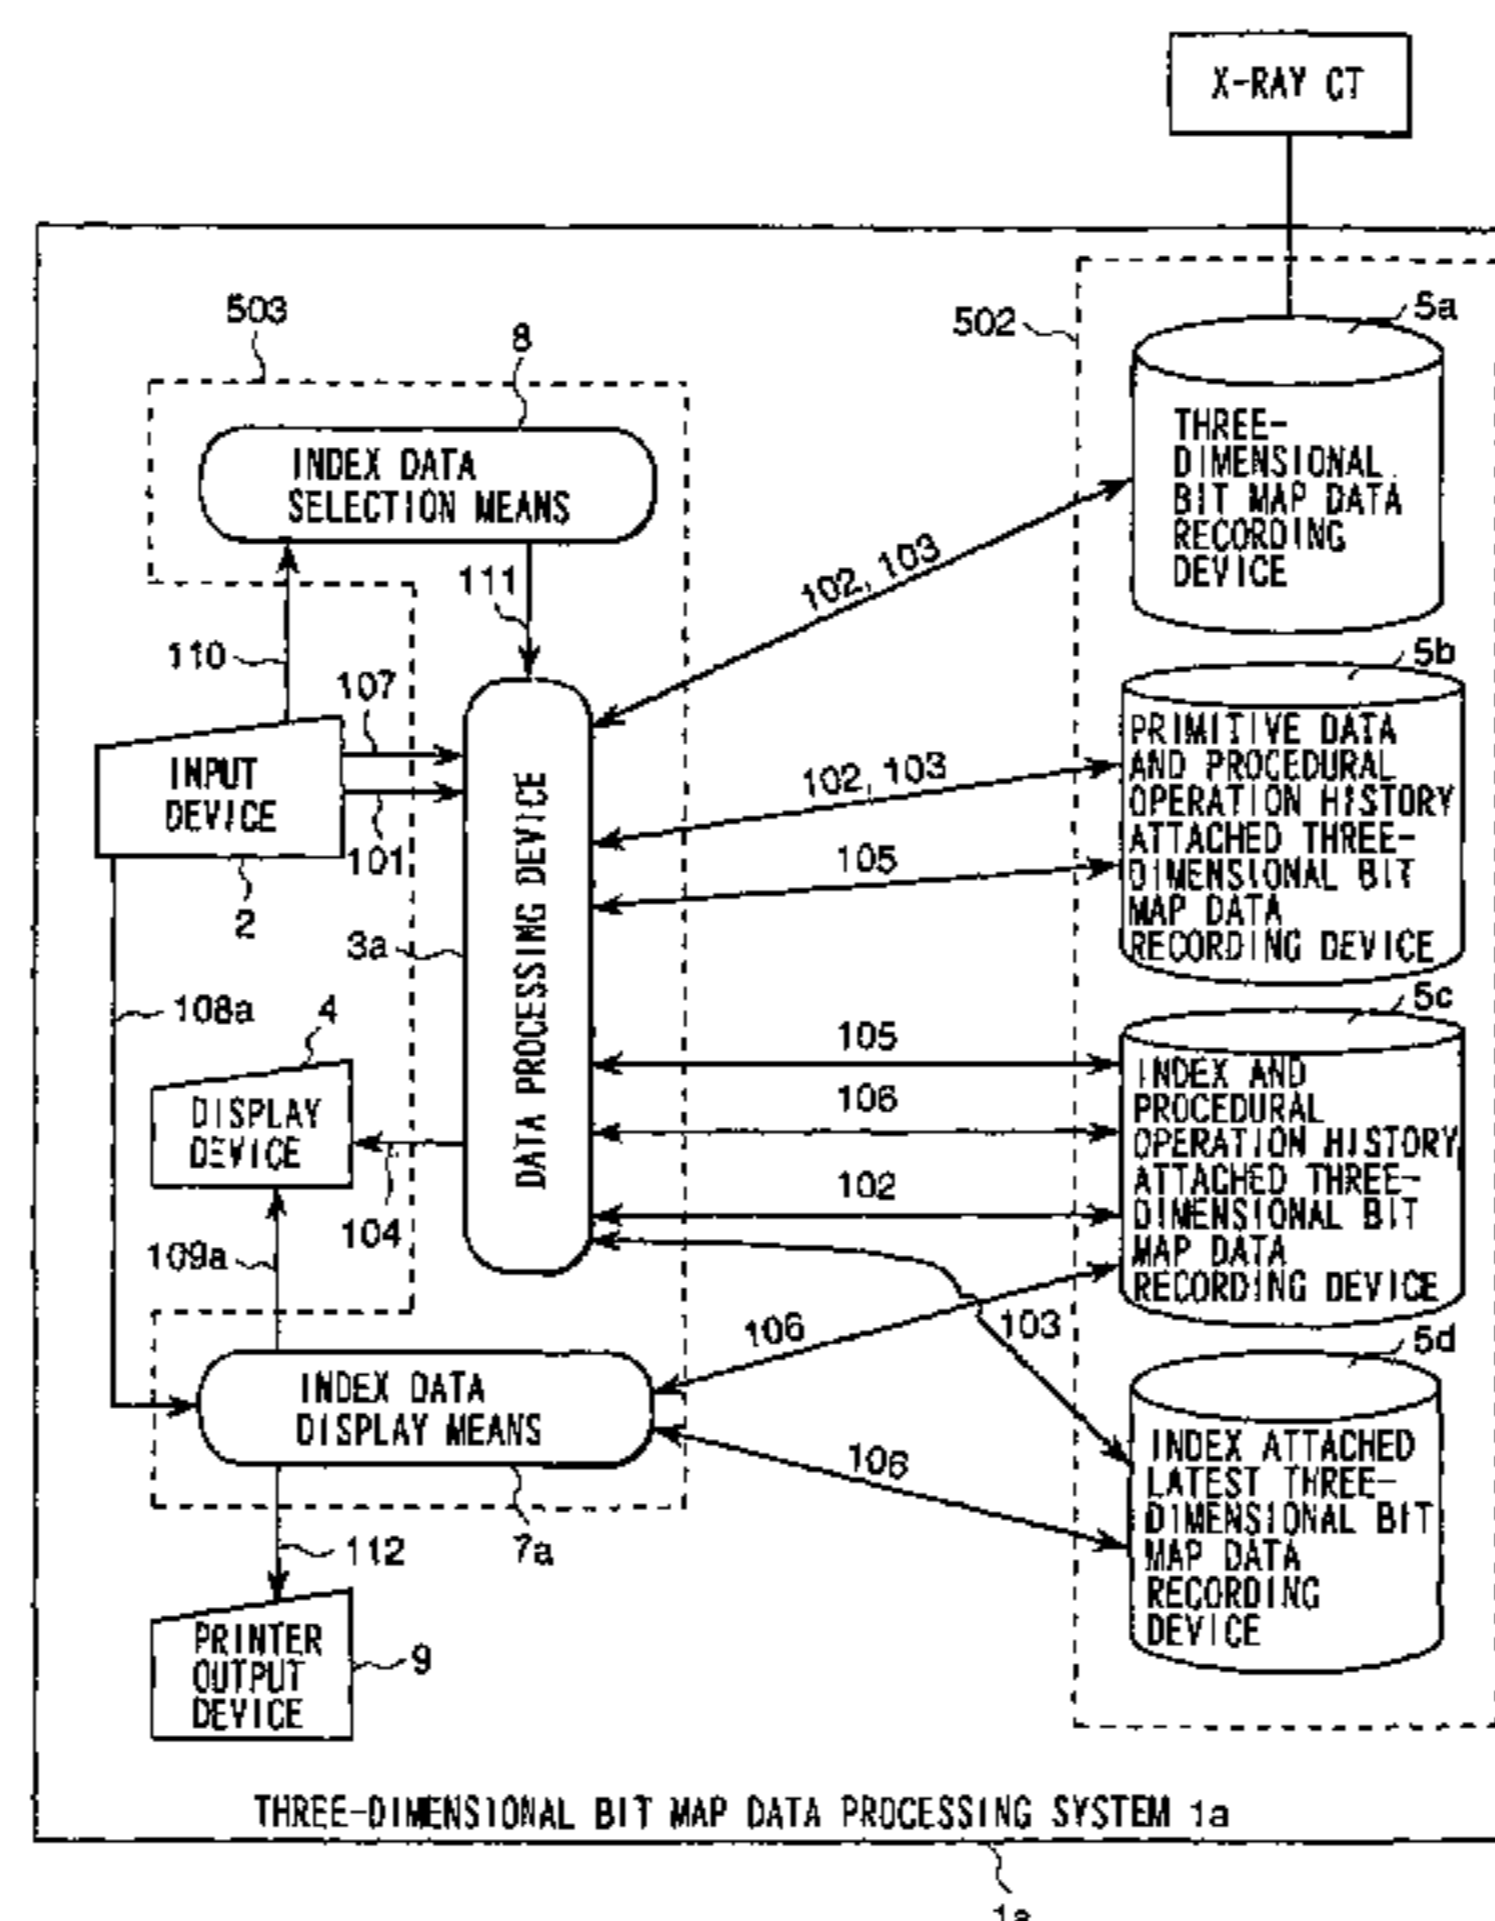 X-RAY CT
503
8
502
5a
INDEX DATA
SELECTION MEANS
THREE-
DIMENSIONAL
BIT MAP DATA
RECORDING
DEVICE
111
102, 103
110
107
INPUT
DEVICE
101
2
5b
PRIMITIVE DATA
AND PROCEDURAL
OPERATION HISTORY
ATTACHED THREE-
DIMENSIONAL BIT
MAP DATA
RECORDING DEVICE
102, 103
105
3a
DATA PROCESSING DEVICE
108a
4
DISPLAY
DEVICE
104
109a
5c
INDEX AND
PROCEDURAL
OPERATION HISTORY
ATTACHED THREE-
DIMENSIONAL BIT
MAP DATA
RECORDING DEVICE
105
106
102
106
103
5d
INDEX DATA
DISPLAY MEANS
106
INDEX ATTACHED
LATEST THREE-
DIMENSIONAL BIT
MAP DATA
RECORDING
DEVICE
112
7a
PRINTER
OUTPUT
DEVICE
9
THREE-DIMENSIONAL BIT MAP DATA PROCESSING SYSTEM 1a
1a